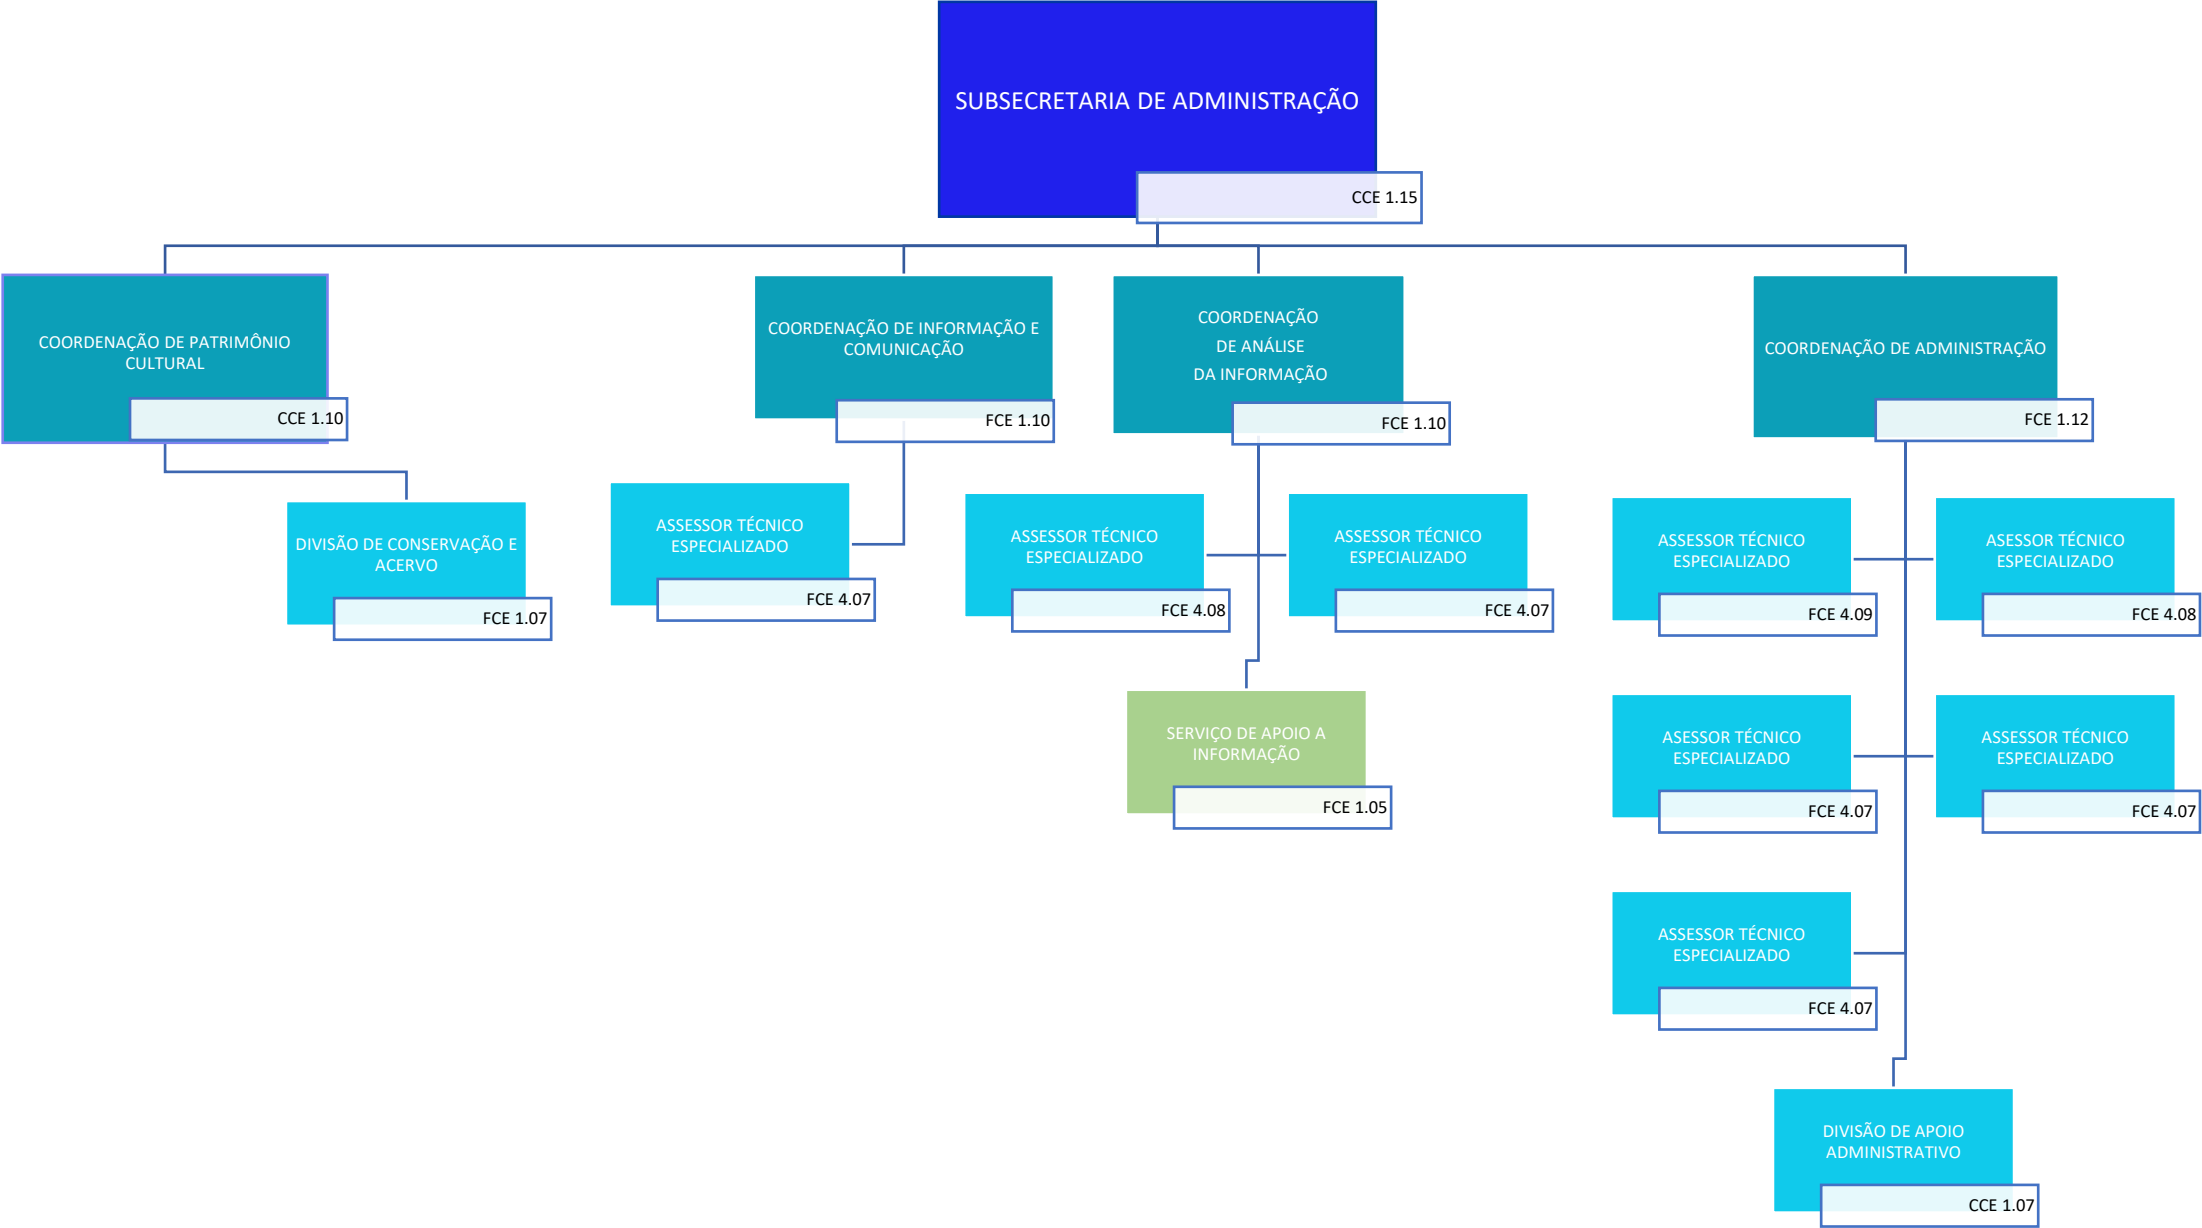 SUBSECRETARIA DE ADMINISTRAÇÃO
CCE 1.15
COORDENAÇÃO DE PATRIMÔNIO
CULTURAL
CCE 1.10
COORDENAÇÃO DE INFORMAÇÃO E
COMUNICAÇÃO
FCE 1.10
COORDENAÇÃO
DE ANÁLISE
DA INFORMAÇÃO
FCE 1.10
COORDENAÇÃO DE ADMINISTRAÇÃO
FCE 1.12
DIVISÃO DE CONSERVAÇÃO E
ACERVO
FCE 1.07
ASSESSOR TÉCNICO
ESPECIALIZADO
FCE 4.07
ASSESSOR TÉCNICO
ESPECIALIZADO
FCE 4.08
ASSESSOR TÉCNICO
ESPECIALIZADO
FCE 4.07
ASSESSOR TÉCNICO
ESPECIALIZADO
FCE 4.09
ASESSOR TÉCNICO
ESPECIALIZADO
FCE 4.08
SERVIÇO DE APOIO A
INFORMAÇÃO
FCE 1.05
ASESSOR TÉCNICO
ESPECIALIZADO
FCE 4.07
ASSESSOR TÉCNICO
ESPECIALIZADO
FCE 4.07
ASSESSOR TÉCNICO
ESPECIALIZADO
FCE 4.07
DIVISÃO DE APOIO
ADMINISTRATIVO
CCE 1.07